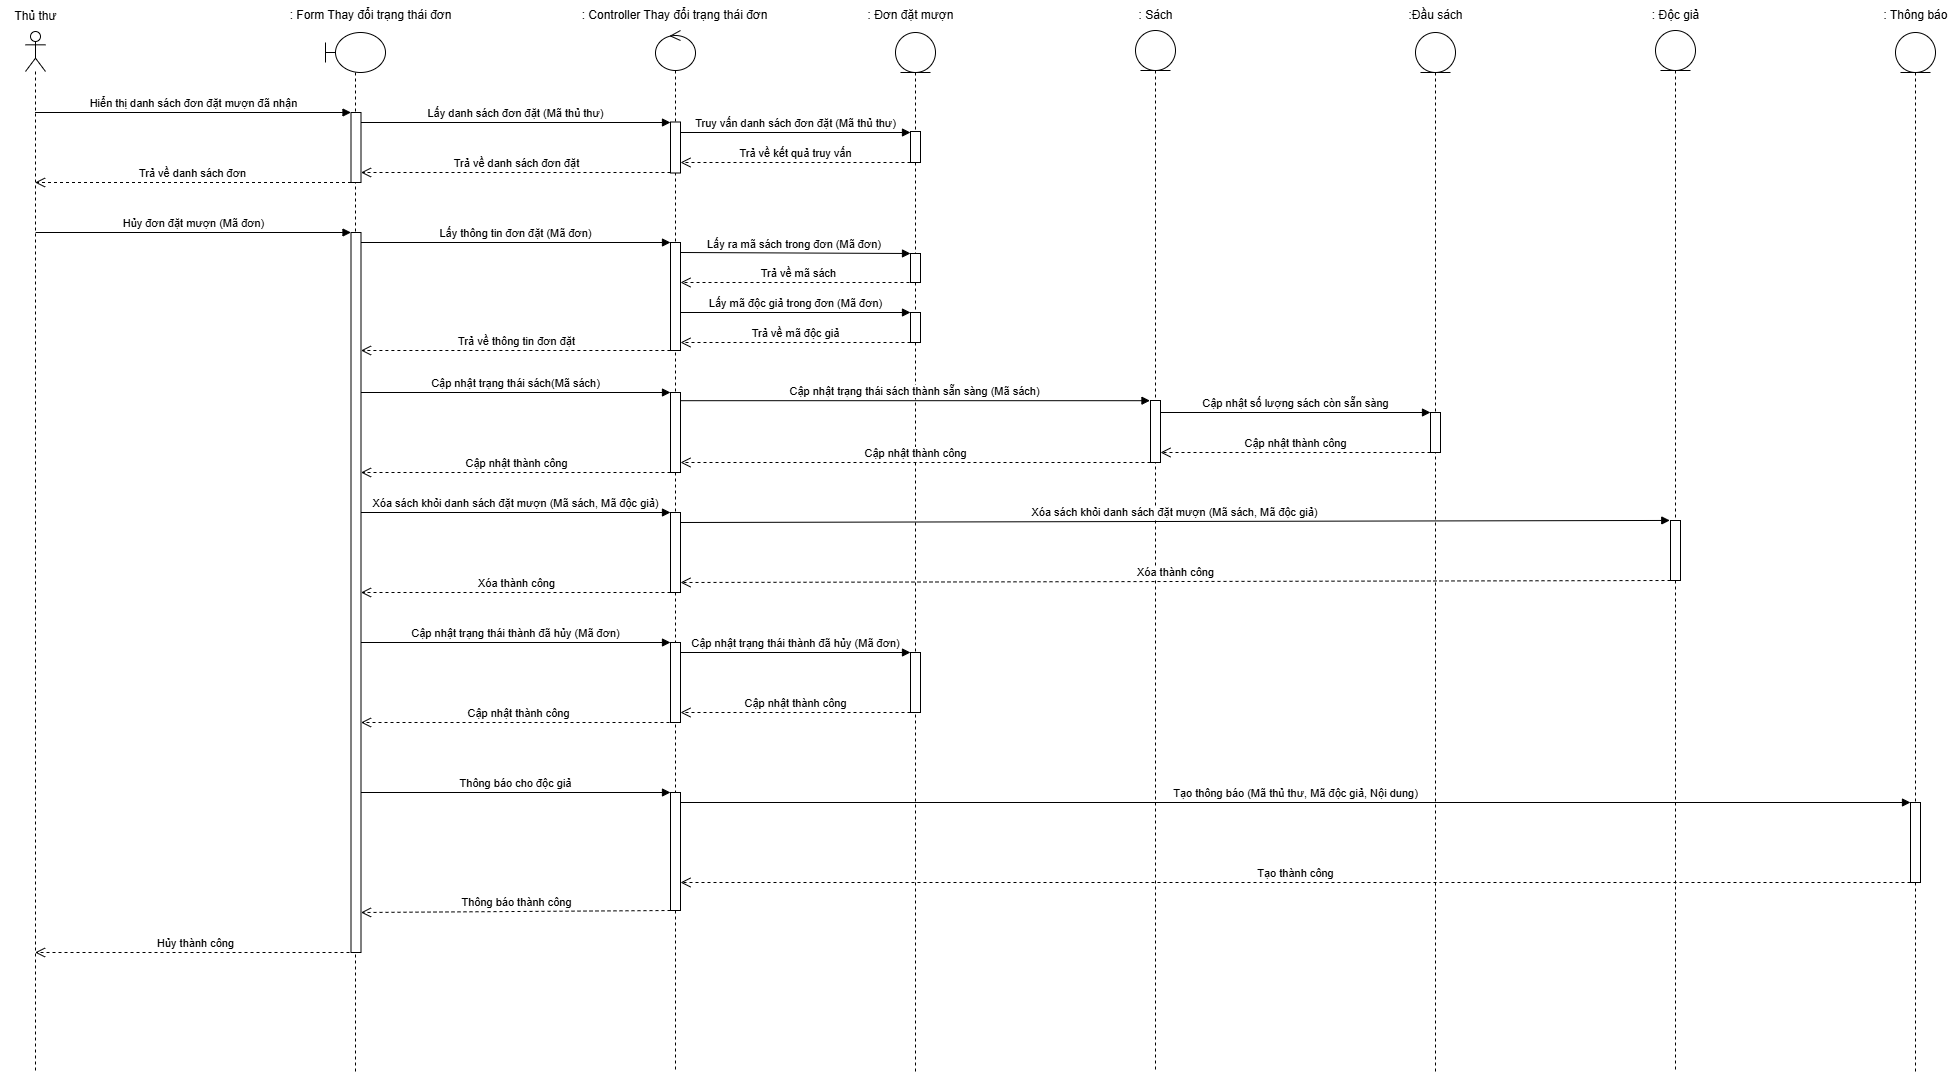 Thủ thư
: Form Thay đổi trạng thái đơn
: Controller Thay đổi trạng thái đơn
: Đơn đặt mượn
: Sách
:Đầu sách
: Độc giả
: Thông báo
Hiển thị danh sách đơn đặt mượn đã nhận
Lấy danh sách đơn đặt (Mã thủ thư)
Truy vấn danh sách đơn đặt (Mã thủ thư)
Trả về kết quả truy vấn
Trả về danh sách đơn đặt
Trả về danh sách đơn
Hủy đơn đặt mượn (Mã đơn)
Lấy thông tin đơn đặt (Mã đơn)
Lấy ra mã sách trong đơn (Mã đơn)
Trả về mã sách
Lấy mã độc giả trong đơn (Mã đơn)
Trả về mã độc giả
Trả về thông tin đơn đặt
Cập nhật trạng thái sách(Mã sách)
Cập nhật trạng thái sách thành sẵn sàng (Mã sách)
Cập nhật số lượng sách còn sẵn sàng
Cập nhật thành công
Cập nhật thành công
Cập nhật thành công
Xóa sách khỏi danh sách đặt mượn (Mã sách, Mã độc giả)
Xóa sách khỏi danh sách đặt mượn (Mã sách, Mã độc giả)
Xóa thành công
Xóa thành công
Cập nhật trạng thái thành đã hủy (Mã đơn)
Cập nhật trạng thái thành đã hủy (Mã đơn)
Cập nhật thành công
Cập nhật thành công
Thông báo cho độc giả
Tạo thông báo (Mã thủ thư, Mã độc giả, Nội dung)
Tạo thành công
Thông báo thành công
Hủy thành công